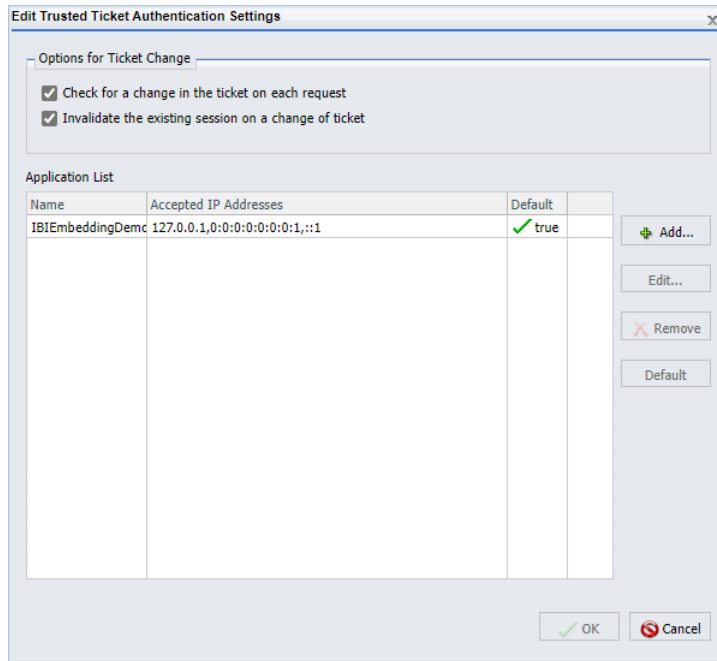 Edit Trusted Ticket Authentication Settings
Options for Ticket Change
Check for a change in the ticket on each request
Invalidate the existing session on a change of ticket
Application List
Name Accepted IP Addresses Default
IBIEmbeddingDemo 127.0.0.1,0:0:0:0:0:0:0:1,::1 true
Add...
Edit...
Remove
Default
OK Cancel